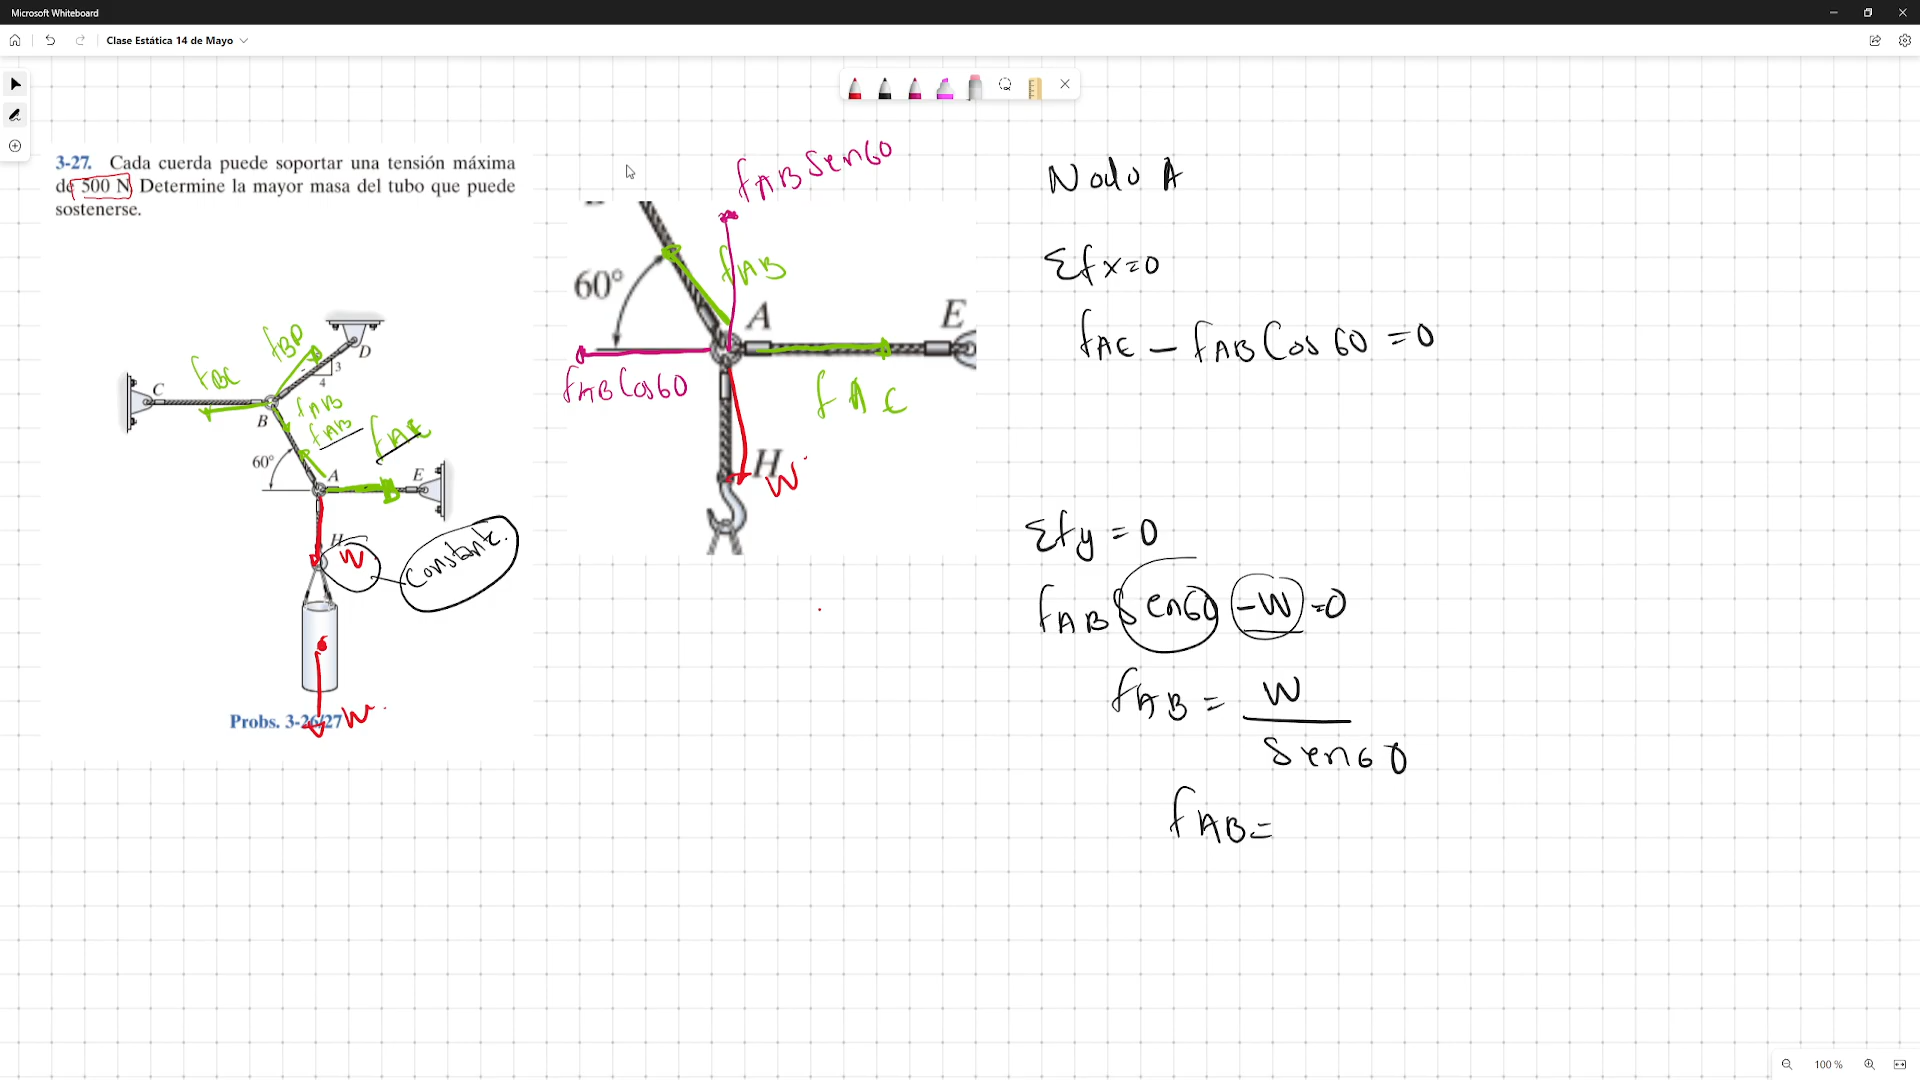 Microsoft Whiteboard
Clase Estática 14 de Mayo
3-27. Cada cuerda puede soportar una tensión máxima
de 500 N. Determine la mayor masa del tubo que puede
sostenerse.
D
3
4
C
B
60°
A
E
H
fBC
fBD
fAB
fAB
fAE
W
Constante.
W
Probs. 3-26/27
fAB Sen60
60°
fAB
A
E
fAB Cos60
fAE
H
W
Nodo A
Σfx=0
fAE - fAB Cos 60 = 0
Σfy = 0
fAB Sen60 -W =0
fAB = W
Sen60
fAB =
100 %